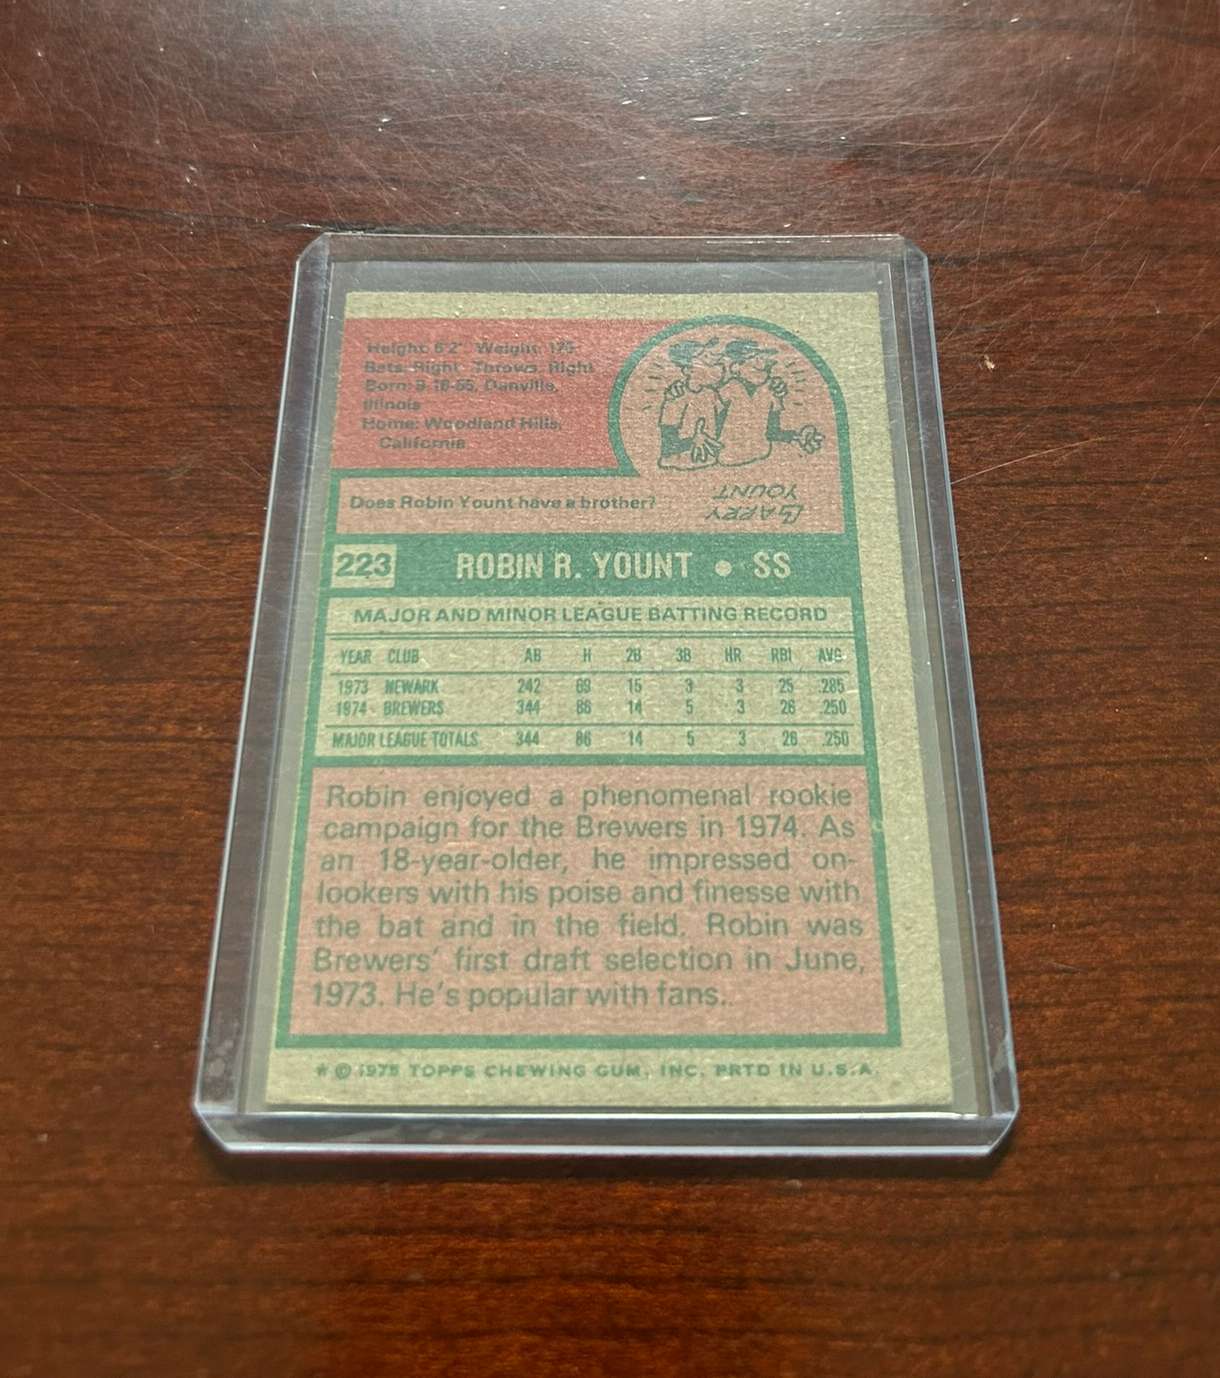 Height: 6'2" Weight: 175
Bats: Right Throws: Right
Born: 9-16-55, Danville,
Illinois
Home: Woodland Hills,
California
Does Robin Yount have a brother?
LARRY
YOUNT
223 ROBIN R. YOUNT • SS
MAJOR AND MINOR LEAGUE BATTING RECORD
YEAR CLUB AB H 2B 3B HR RBI AVG.
1973 NEWARK 242 69 15 3 3 25 .285
1974 BREWERS 344 86 14 5 3 26 .250
MAJOR LEAGUE TOTALS 344 86 14 5 3 26 .250
Robin enjoyed a phenomenal rookie
campaign for the Brewers in 1974. As
an 18-year-older, he impressed on-
lookers with his poise and finesse with
the bat and in the field. Robin was
Brewers' first draft selection in June,
1973. He's popular with fans.
* © 1975 TOPPS CHEWING GUM, INC. PRTD IN U.S.A.